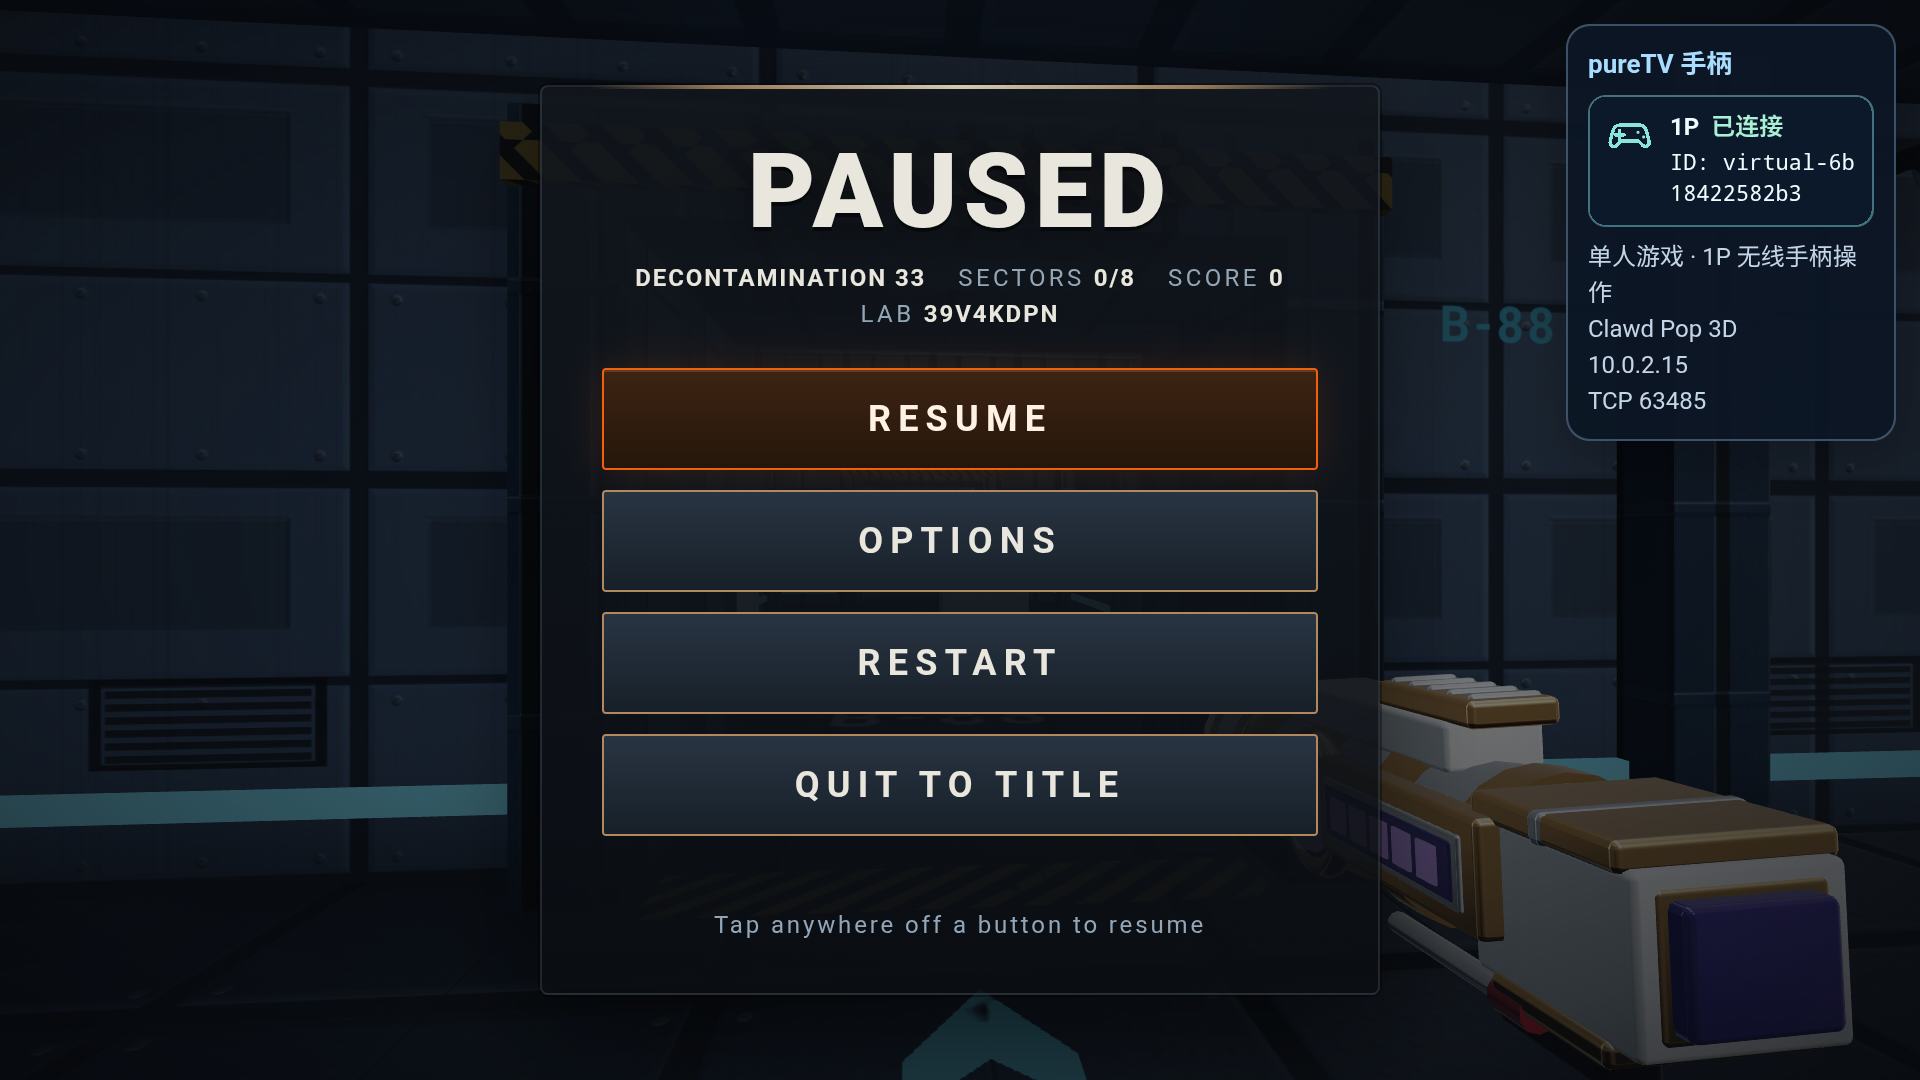 PAUSED
DECONTAMINATION 33 SECTORS 0/8 SCORE 0
LAB 39V4KDPN
RESUME
OPTIONS
RESTART
QUIT TO TITLE
Tap anywhere off a button to resume
pureTV 手柄
1P 已连接
ID: virtual-6b
18422582b3
单人游戏 · 1P 无线手柄操
作
Clawd Pop 3D
10.0.2.15
TCP 63485
B-88
B-88